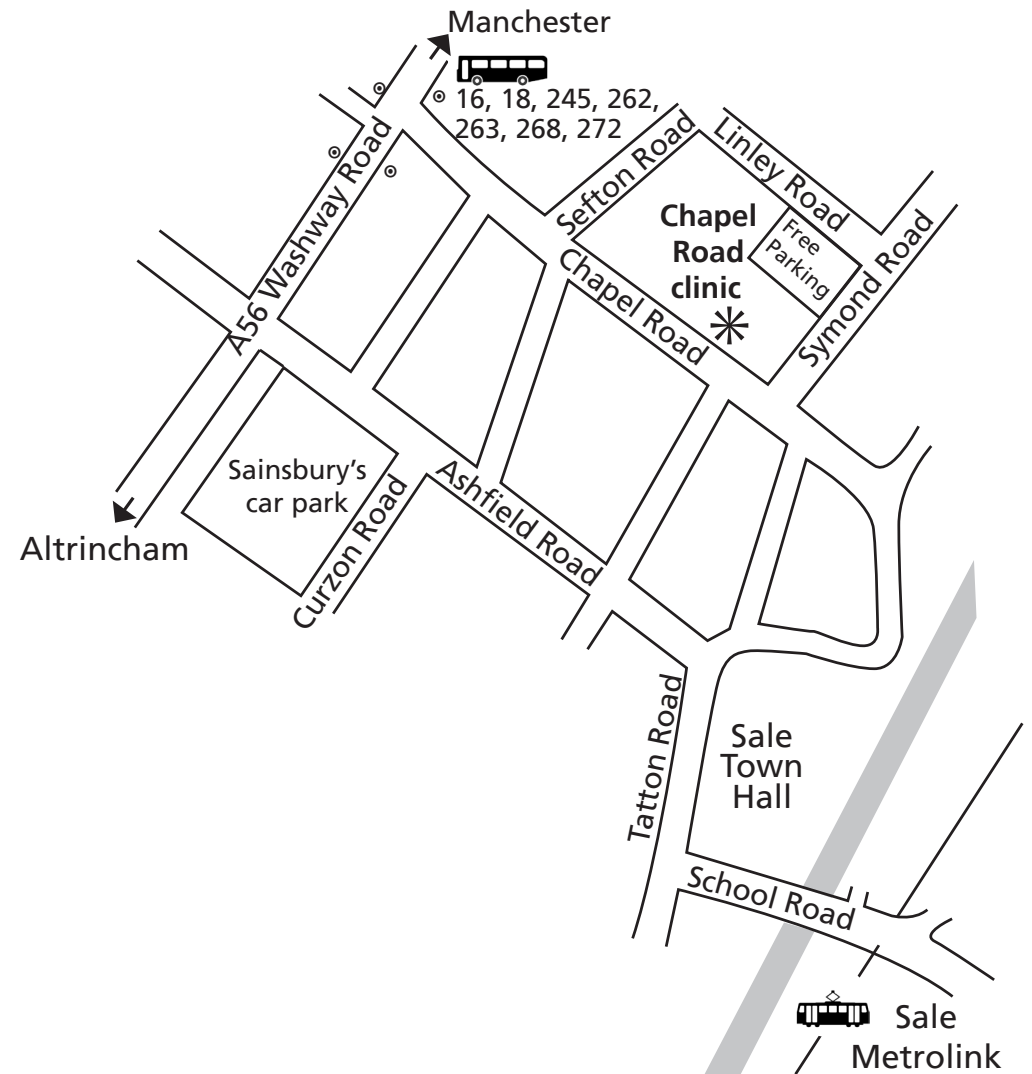 Manchester
16, 18, 245, 262,
263, 268, 272
Sefton Road
Linley Road
A56 Washway Road
Chapel
Road
clinic
Free
Parking
Symond Road
Chapel Road
Sainsbury's
car park
Ashfield Road
Altrincham
Curzon Road
Tatton Road
Sale
Town
Hall
School Road
Sale
Metrolink